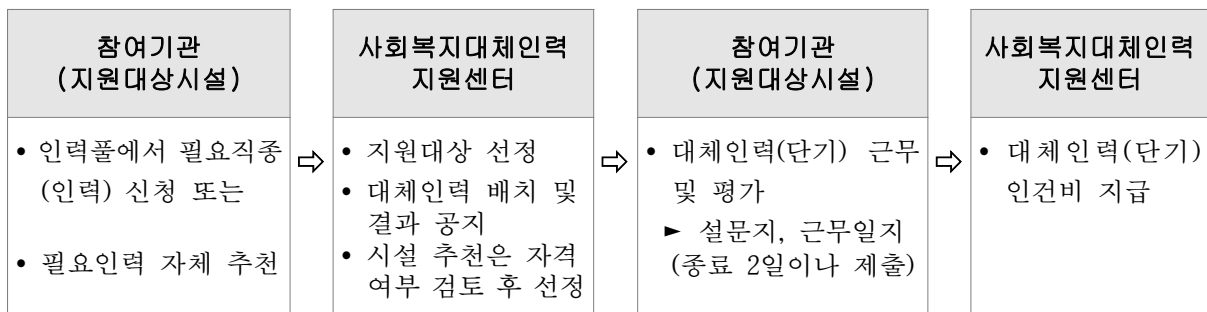 참여기관
(지원대상시설)
• 인력풀에서 필요직종
(인력) 신청 또는
• 필요인력 자체 추천
⇨
사회복지대체인력
지원센터
• 지원대상 선정
• 대체인력 배치 및
결과 공지
• 시설 추천은 자격
여부 검토 후 선정
⇨
참여기관
(지원대상시설)
• 대체인력(단기) 근무
및 평가
► 설문지, 근무일지
(종료 2일이나 제출)
⇨
사회복지대체인력
지원센터
• 대체인력(단기)
인건비 지급